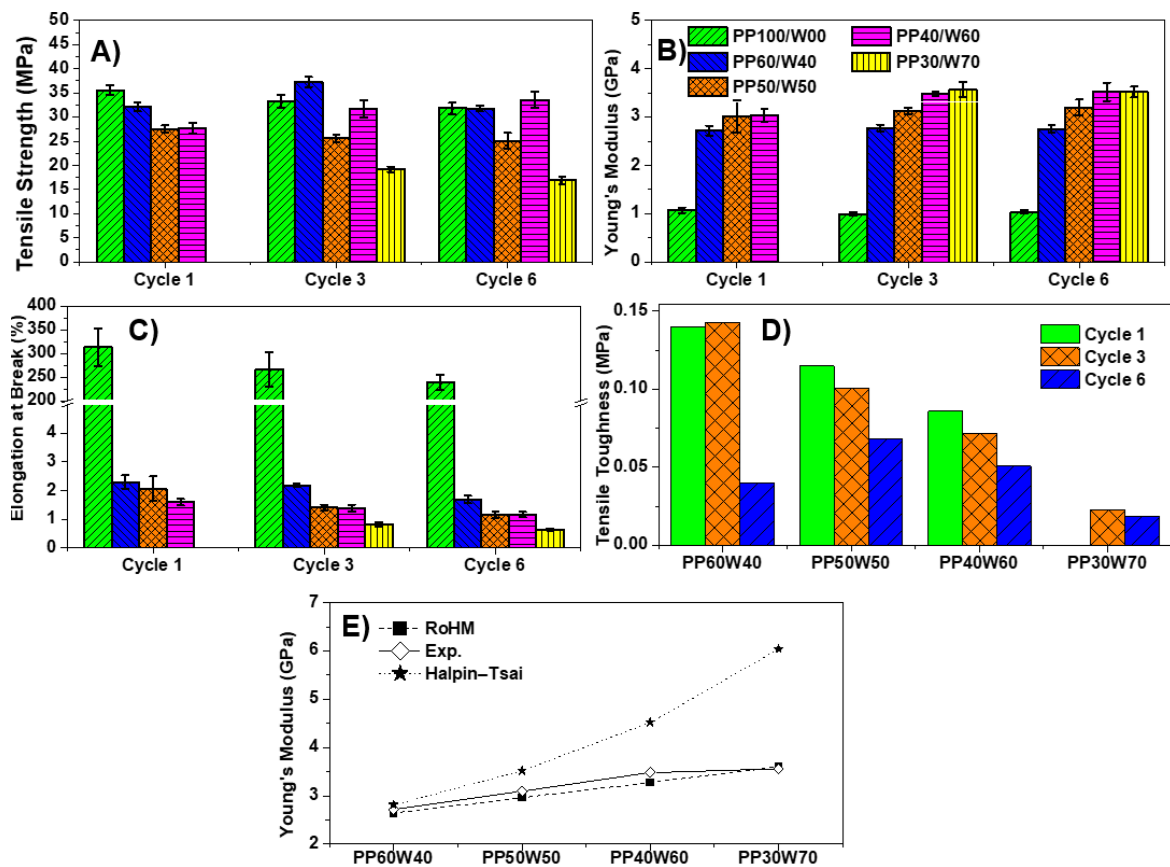 A)
Tensile Strength (MPa)
50
45
40
35
30
25
20
15
10
5
0
Cycle 1 Cycle 3 Cycle 6
B)
PP100/W00 PP40/W60
PP60/W40 PP30/W70
PP50/W50
Young's Modulus (GPa)
5
4
3
2
1
0
Cycle 1 Cycle 3 Cycle 6
C)
Elongation at Break (%)
400
350
300
250
200
4
3
2
1
0
Cycle 1 Cycle 3 Cycle 6
D)
Cycle 1
Cycle 3
Cycle 6
Tensile Toughness (MPa)
0.15
0.10
0.05
0.00
PP60W40 PP50W50 PP40W60 PP30W70
E)
RoHM
Exp.
Halpin–Tsai
Young's Modulus (GPa)
7
6
5
4
3
2
PP60W40 PP50W50 PP40W60 PP30W70